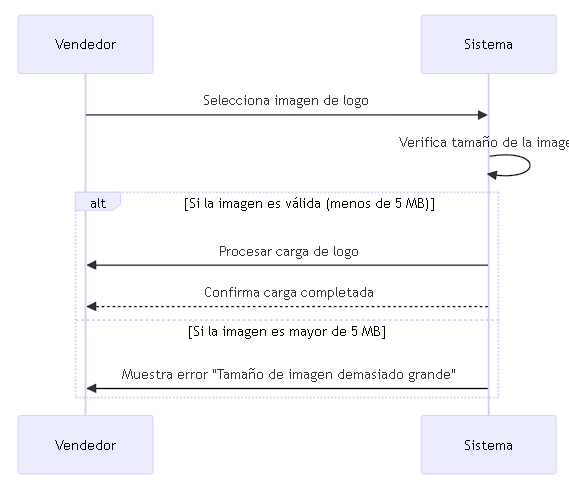 Vendedor
Sistema
Selecciona imagen de logo
Verifica tamaño de la image
alt
[Si la imagen es válida (menos de 5 MB)]
Procesar carga de logo
Confirma carga completada
[Si la imagen es mayor de 5 MB]
Muestra error "Tamaño de imagen demasiado grande"
Vendedor
Sistema